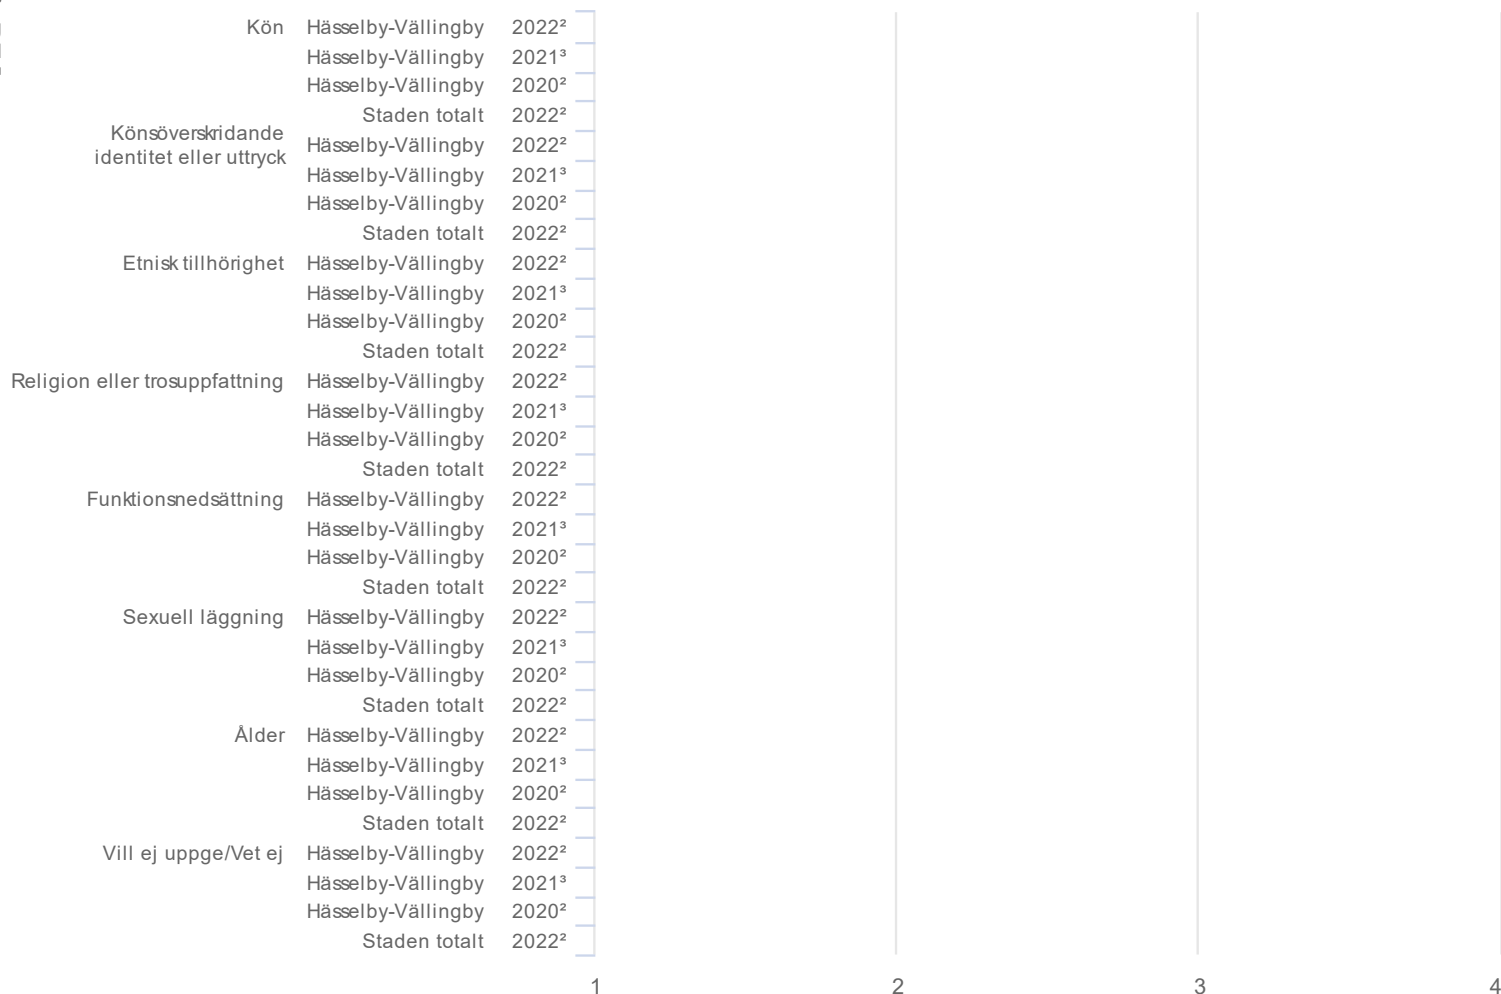 Kön Hässelby-Vällingby 2022²
Hässelby-Vällingby 2021³
Hässelby-Vällingby 2020²
Staden totalt 2022²
Könsöverskridande
identitet eller uttryck
Hässelby-Vällingby 2022²
Hässelby-Vällingby 2021³
Hässelby-Vällingby 2020²
Staden totalt 2022²
Etnisk tillhörighet Hässelby-Vällingby 2022²
Hässelby-Vällingby 2021³
Hässelby-Vällingby 2020²
Staden totalt 2022²
Religion eller trosuppfattning Hässelby-Vällingby 2022²
Hässelby-Vällingby 2021³
Hässelby-Vällingby 2020²
Staden totalt 2022²
Funktionsnedsättning Hässelby-Vällingby 2022²
Hässelby-Vällingby 2021³
Hässelby-Vällingby 2020²
Staden totalt 2022²
Sexuell läggning Hässelby-Vällingby 2022²
Hässelby-Vällingby 2021³
Hässelby-Vällingby 2020²
Staden totalt 2022²
Ålder Hässelby-Vällingby 2022²
Hässelby-Vällingby 2021³
Hässelby-Vällingby 2020²
Staden totalt 2022²
Vill ej uppge/Vet ej Hässelby-Vällingby 2022²
Hässelby-Vällingby 2021³
Hässelby-Vällingby 2020²
Staden totalt 2022²
1 2 3 4